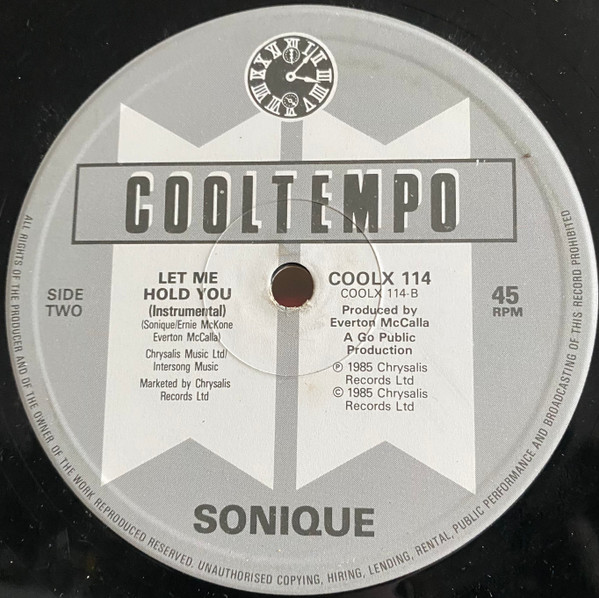 COOLTEMPO
SIDE
TWO
LET ME
HOLD YOU
(Instrumental)
(Sonique/Ernie McKone
Everton McCalla)
Chrysalis Music Ltd/
Intersong Music
Marketed by Chrysalis
Records Ltd
COOLX 114
COOLX 114-B
Produced by
Everton McCalla
A Go Public
Production
℗ 1985 Chrysalis
Records Ltd
© 1985 Chrysalis
Records Ltd
45
RPM
SONIQUE
ALL RIGHTS OF THE PRODUCER AND OF THE OWNER OF THE WORK REPRODUCED RESERVED. UNAUTHORISED COPYING, HIRING, LENDING, RENTAL, PUBLIC PERFORMANCE AND BROADCASTING OF THIS RECORD PROHIBITED